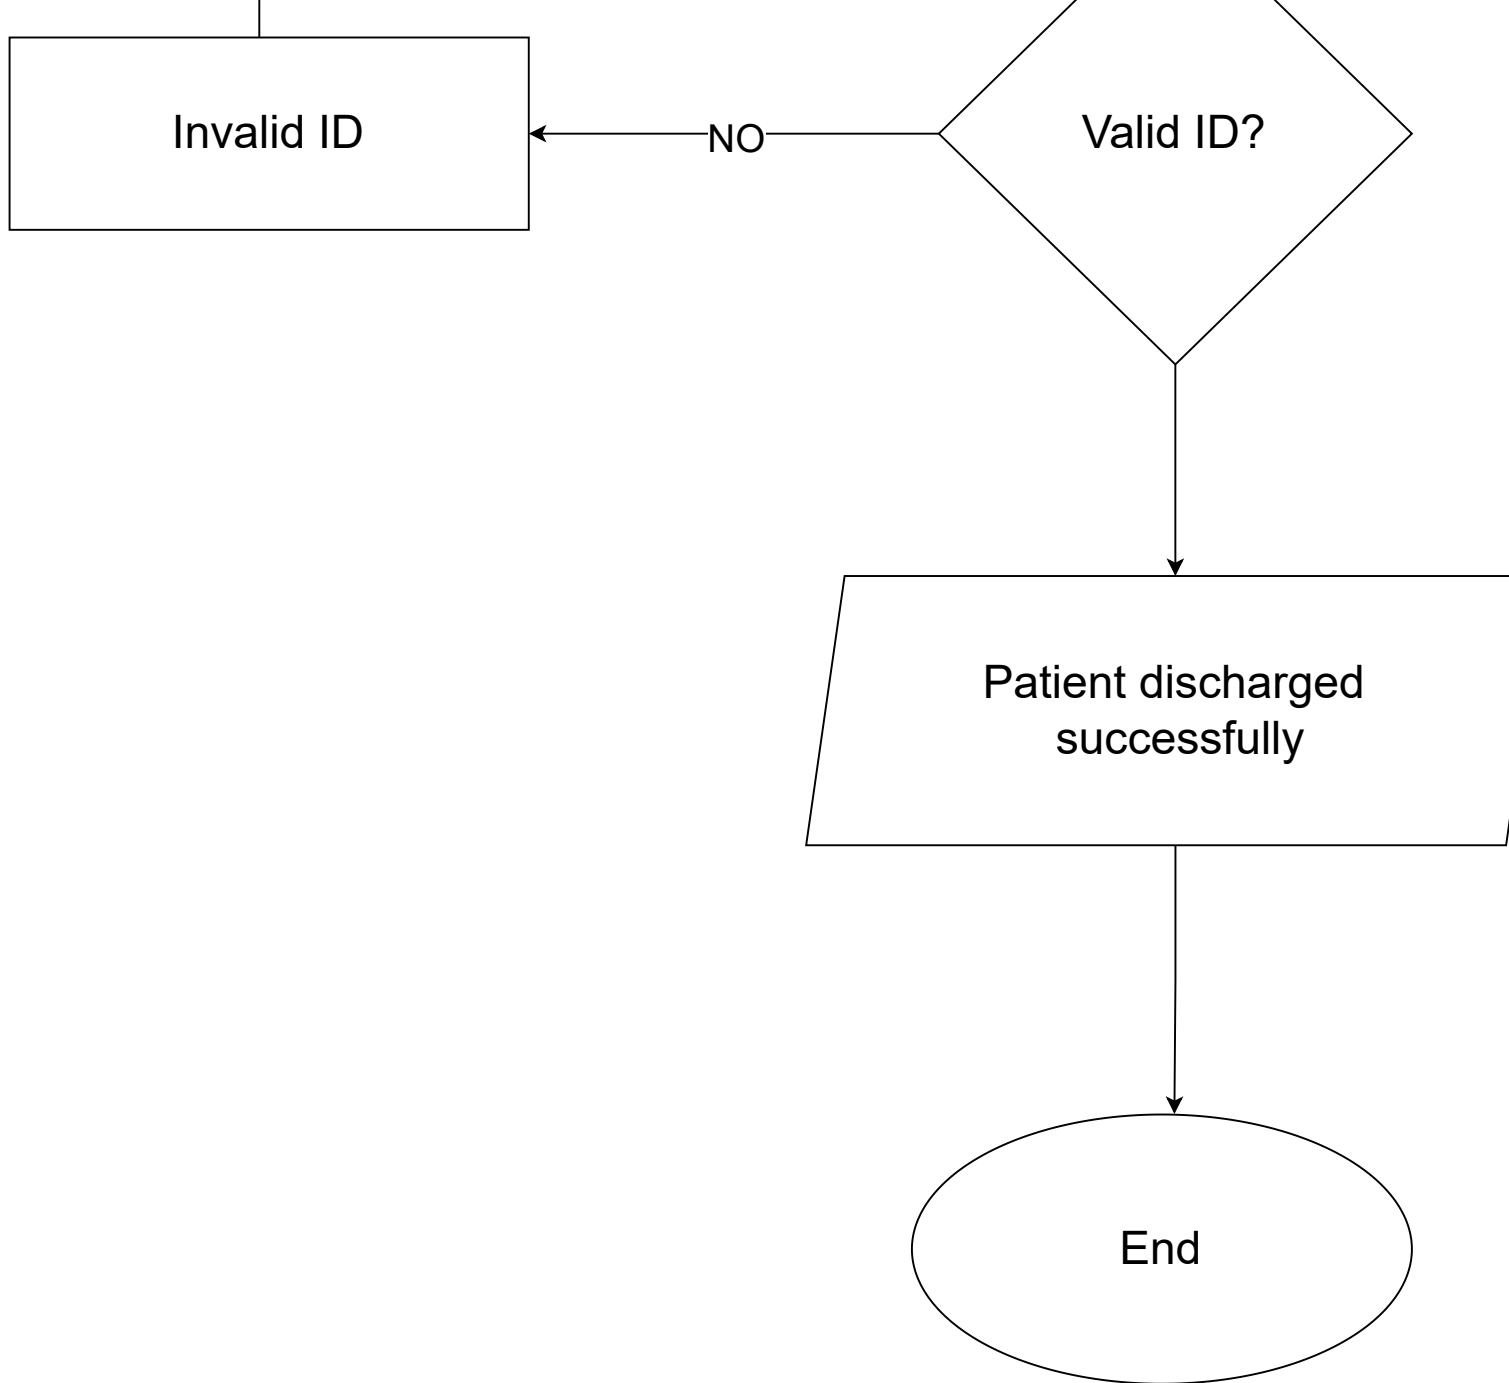 Invalid ID
NO
Valid ID?
Patient discharged
successfully
End